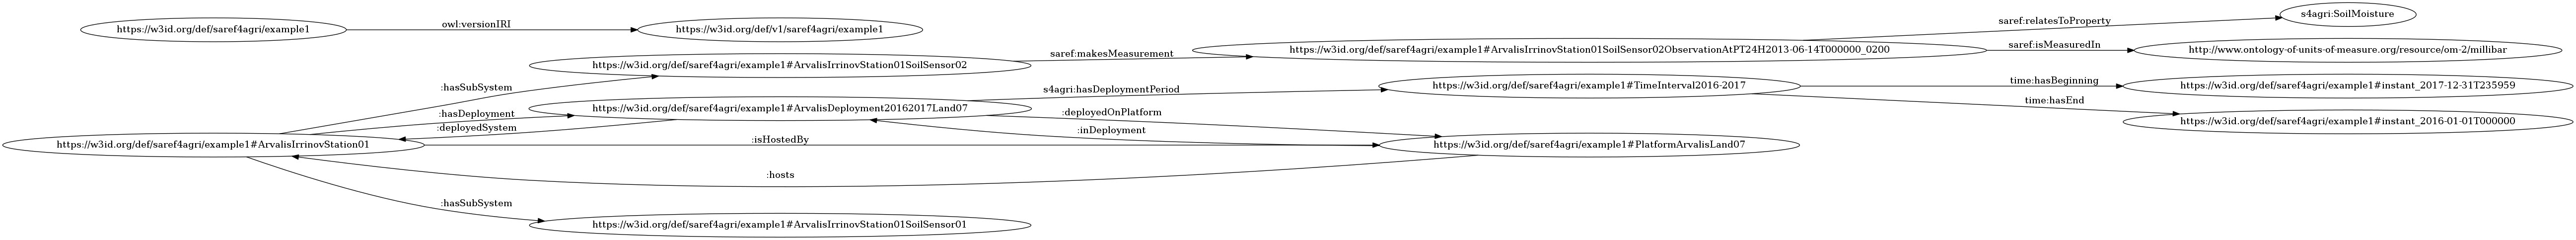 https://w3id.org/def/saref4agri/example1
owl:versionIRI
https://w3id.org/def/v1/saref4agri/example1
https://w3id.org/def/saref4agri/example1#ArvalisIrrinovStation01
:hasSubSystem
https://w3id.org/def/saref4agri/example1#ArvalisIrrinovStation01SoilSensor02
saref:makesMeasurement
https://w3id.org/def/saref4agri/example1#ArvalisIrrinovStation01SoilSensor02ObservationAtPT24H2013-06-14T000000_0200
saref:relatesToProperty
s4agri:SoilMoisture
saref:isMeasuredIn
http://www.ontology-of-units-of-measure.org/resource/om-2/millibar
:hasDeployment
:deployedSystem
https://w3id.org/def/saref4agri/example1#ArvalisDeployment20162017Land07
s4agri:hasDeploymentPeriod
https://w3id.org/def/saref4agri/example1#TimeInterval2016-2017
time:hasBeginning
https://w3id.org/def/saref4agri/example1#instant_2017-12-31T235959
time:hasEnd
https://w3id.org/def/saref4agri/example1#instant_2016-01-01T000000
:deployedOnPlatform
:inDeployment
:isHostedBy
https://w3id.org/def/saref4agri/example1#PlatformArvalisLand07
:hosts
:hasSubSystem
https://w3id.org/def/saref4agri/example1#ArvalisIrrinovStation01SoilSensor01